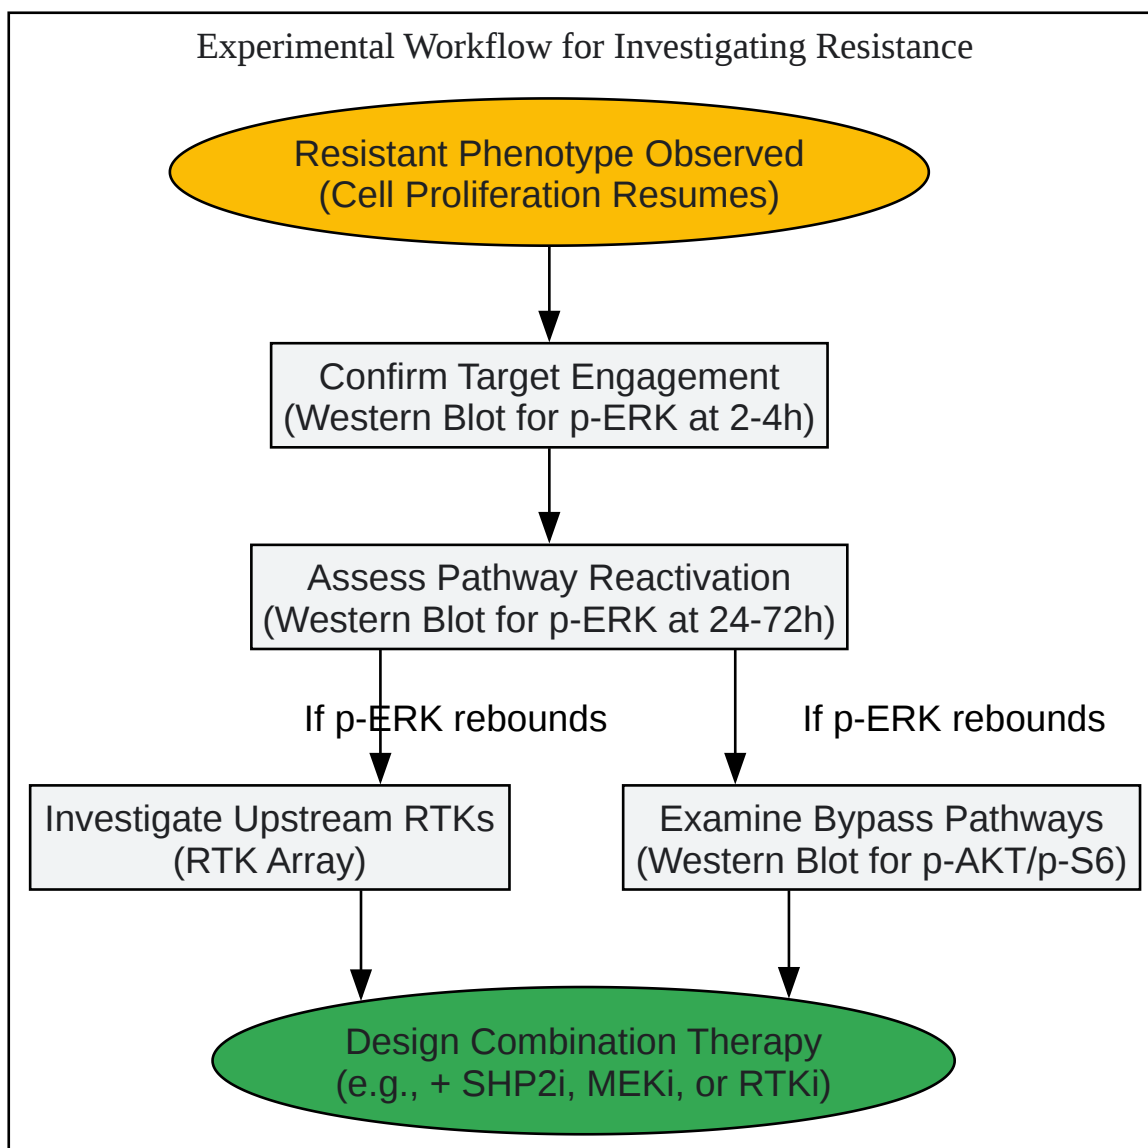 Experimental Workflow for Investigating Resistance
Resistant Phenotype Observed
(Cell Proliferation Resumes)
Confirm Target Engagement
(Western Blot for p-ERK at 2-4h)
Assess Pathway Reactivation
(Western Blot for p-ERK at 24-72h)
If p-ERK rebounds
If p-ERK rebounds
Investigate Upstream RTKs
(RTK Array)
Examine Bypass Pathways
(Western Blot for p-AKT/p-S6)
Design Combination Therapy
(e.g., + SHP2i, MEKi, or RTKi)